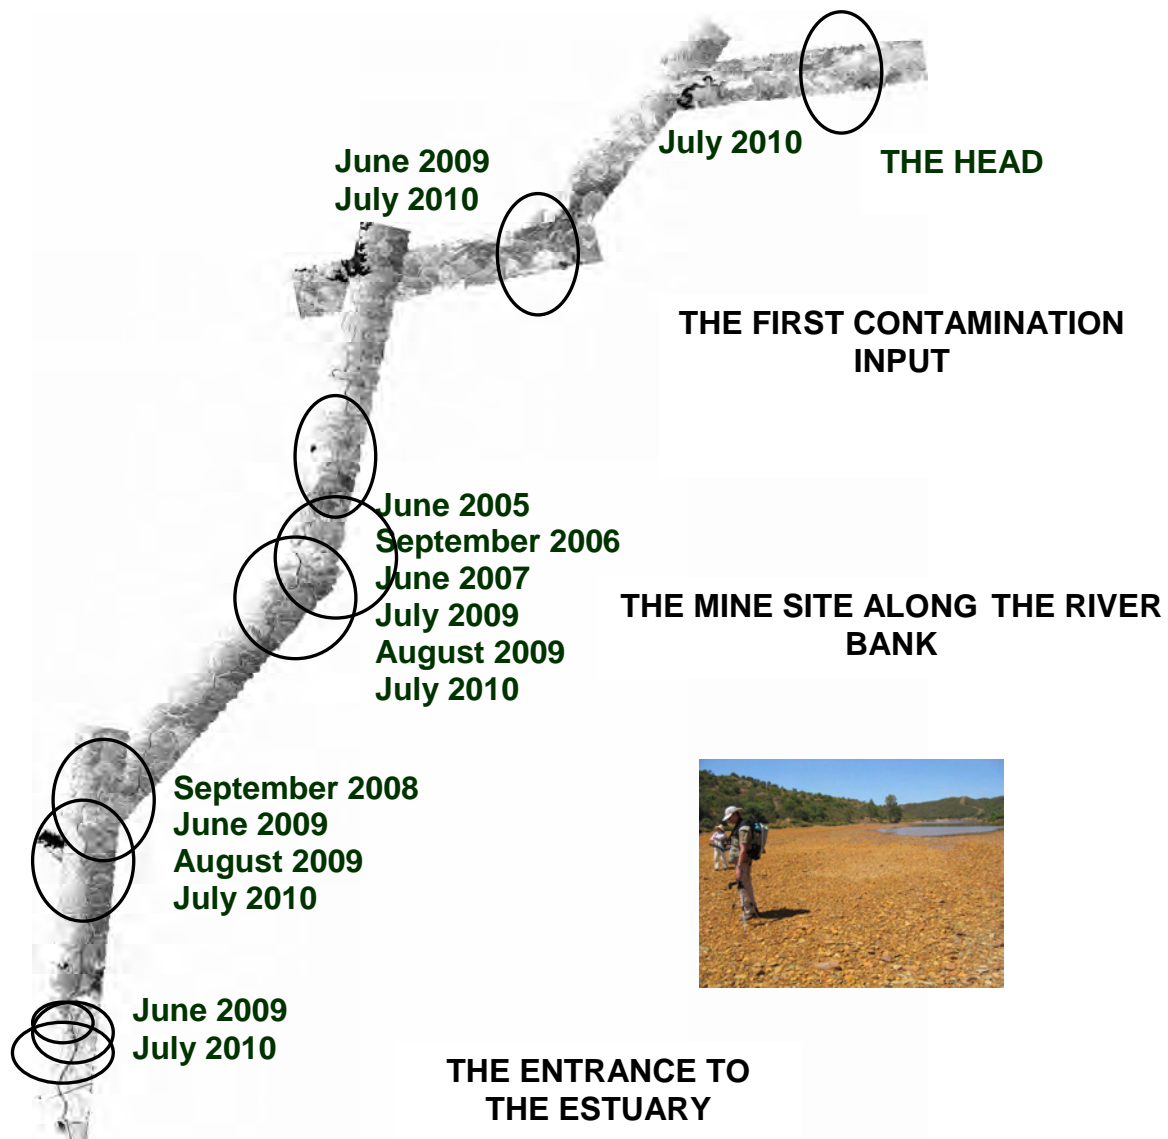 July 2010
THE HEAD
June 2009
July 2010
THE FIRST CONTAMINATION
INPUT
June 2005
September 2006
June 2007
July 2009
August 2009
July 2010
THE MINE SITE ALONG THE RIVER
BANK
September 2008
June 2009
August 2009
July 2010
June 2009
July 2010
THE ENTRANCE TO
THE ESTUARY